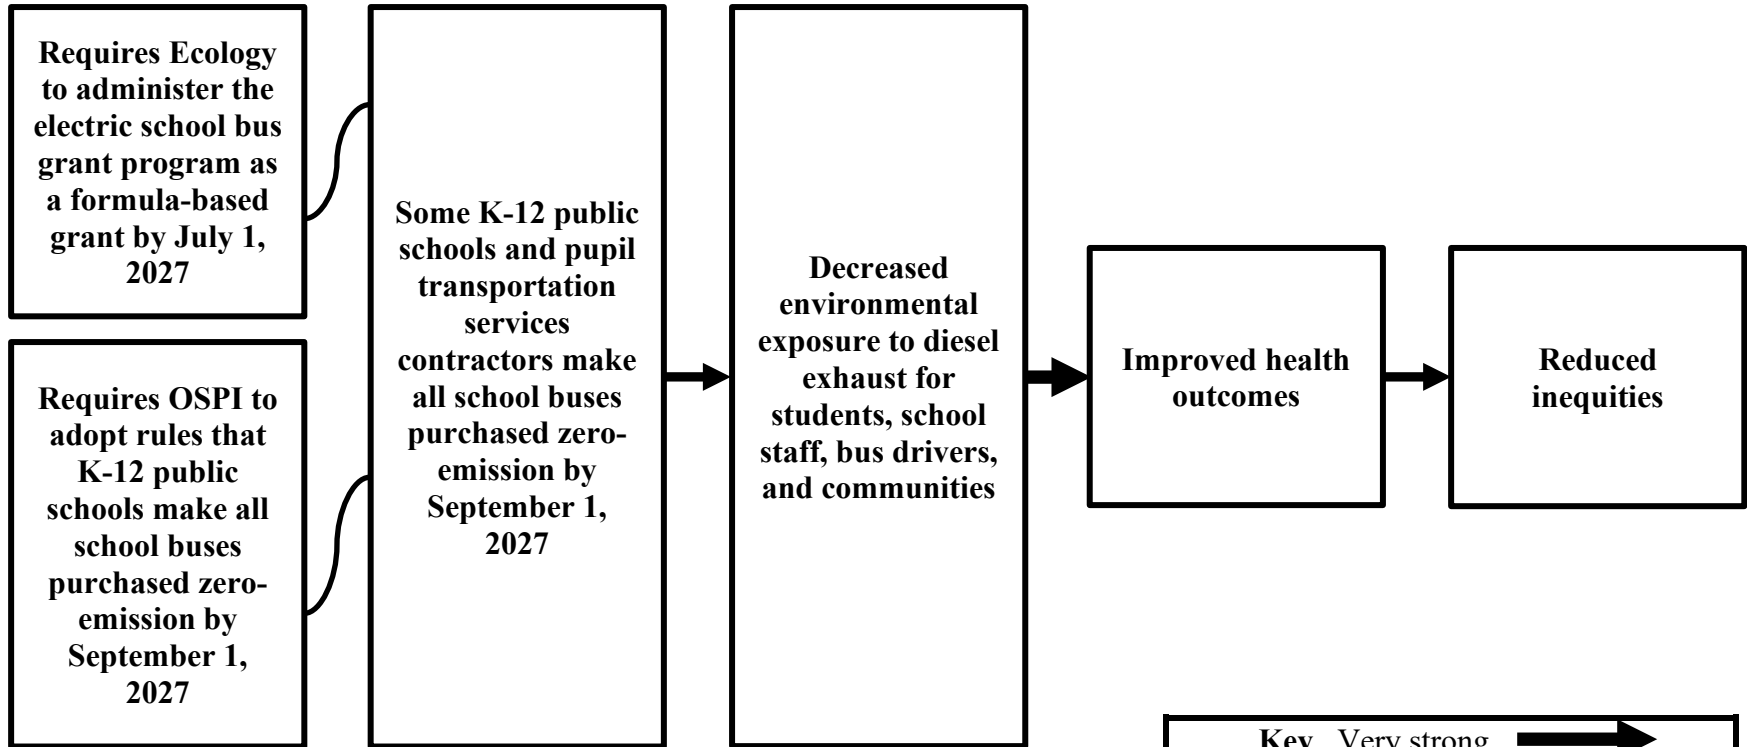 Requires Ecology
to administer the
electric school bus
grant program as
a formula-based
grant by July 1,
2027
Requires OSPI to
adopt rules that
K-12 public
schools make all
school buses
purchased zero-
emission by
September 1,
2027
Some K-12 public
schools and pupil
transportation
services
contractors make
all school buses
purchased zero-
emission by
September 1,
2027
Decreased
environmental
exposure to diesel
exhaust for
students, school
staff, bus drivers,
and communities
Improved health
outcomes
Reduced
inequities
Key Very strong